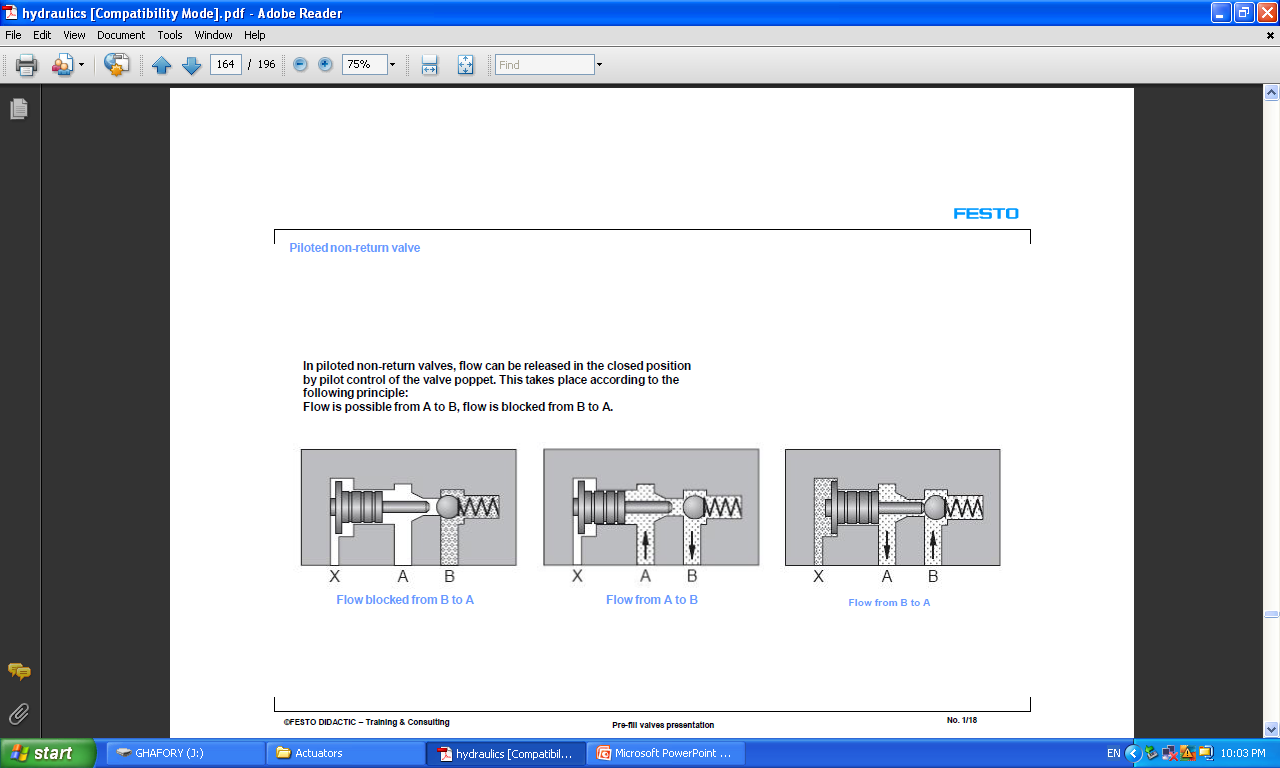 hydraulics [Compatibility Mode].pdf - Adobe Reader
File Edit View Document Tools Window Help
164 / 196 75% Find
FESTO
Piloted non-return valve
In piloted non-return valves, flow can be released in the closed position
by pilot control of the valve poppet. This takes place according to the
following principle:
Flow is possible from A to B, flow is blocked from B to A.
X A B X A B X A B
Flow blocked from B to A Flow from A to B Flow from B to A
©FESTO DIDACTIC – Training & Consulting Pre-fill valves presentation No. 1/18
start GHAFORY (J:) Actuators hydraulics [Compatibil... Microsoft PowerPoint ... EN 10:03 PM